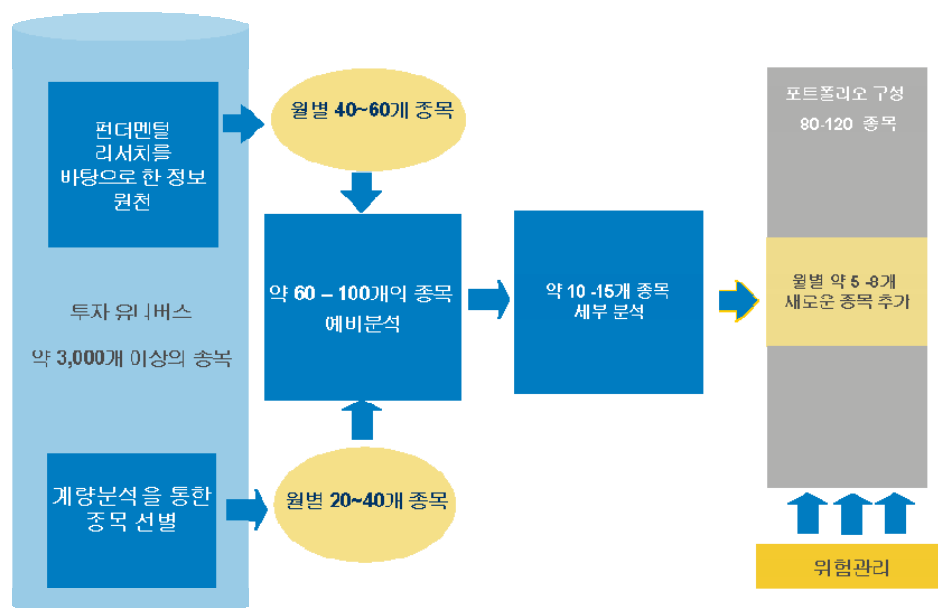 펀더멘털
리서치를
바탕으로 한 정보
원천
월별 40~60개 종목
포트폴리오 구성
80-120 종목
투자 유니버스
약 3,000개 이상의 종목
약 60 – 100개의 종목
예비분석
약 10 -15개 종목
세부 분석
월별 약 5 -8개
새로운 종목 추가
계량분석을 통한
종목 선별
월별 20~40개 종목
위험관리